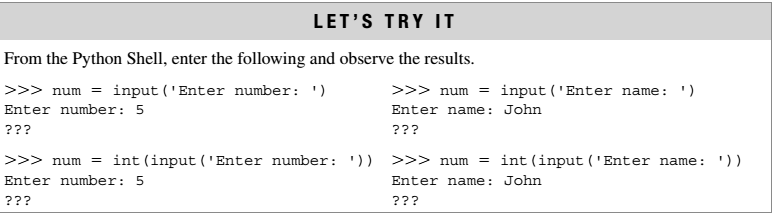 LET'S TRY IT
From the Python Shell, enter the following and observe the results.
>>> num = input('Enter number: ')
Enter number: 5
???
>>> num = input('Enter name: ')
Enter name: John
???
>>> num = int(input('Enter number: '))
Enter number: 5
???
>>> num = int(input('Enter name: '))
Enter name: John
???